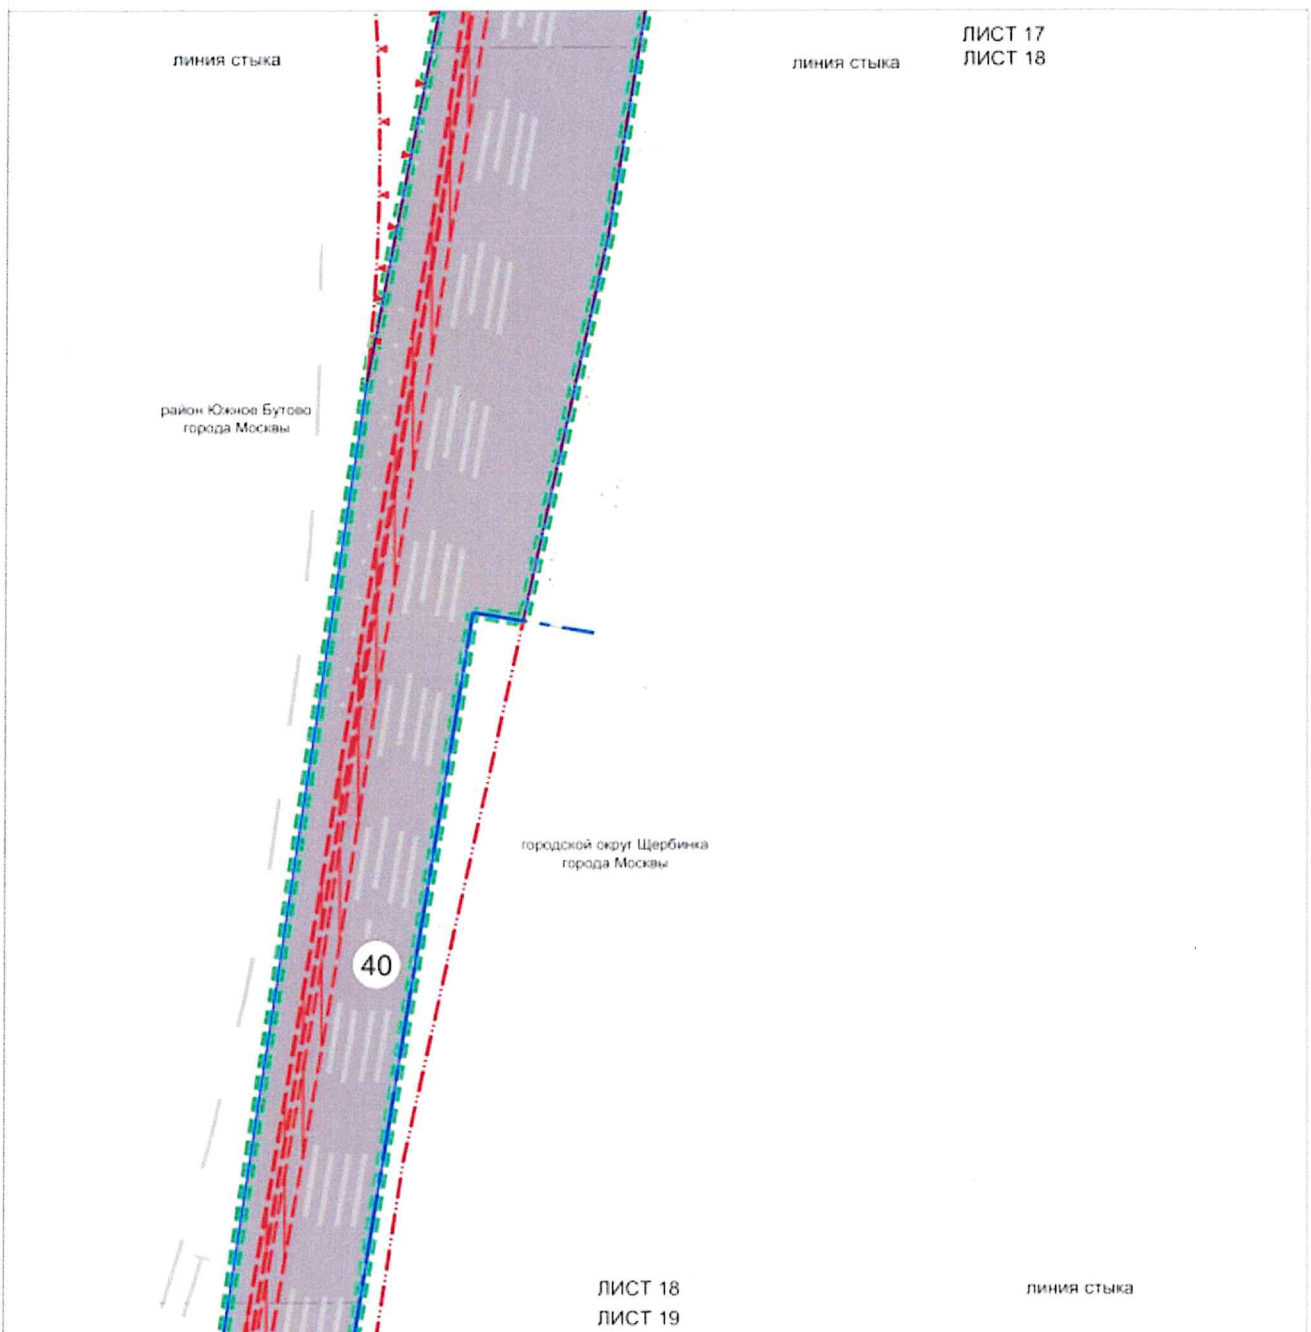 ЛИСТ 17
линия стыка
линия стыка
ЛИСТ 18
район Южное Бутово
города Москвы
городской округ Щербинка
города Москвы
40
ЛИСТ 18
линия стыка
ЛИСТ 19